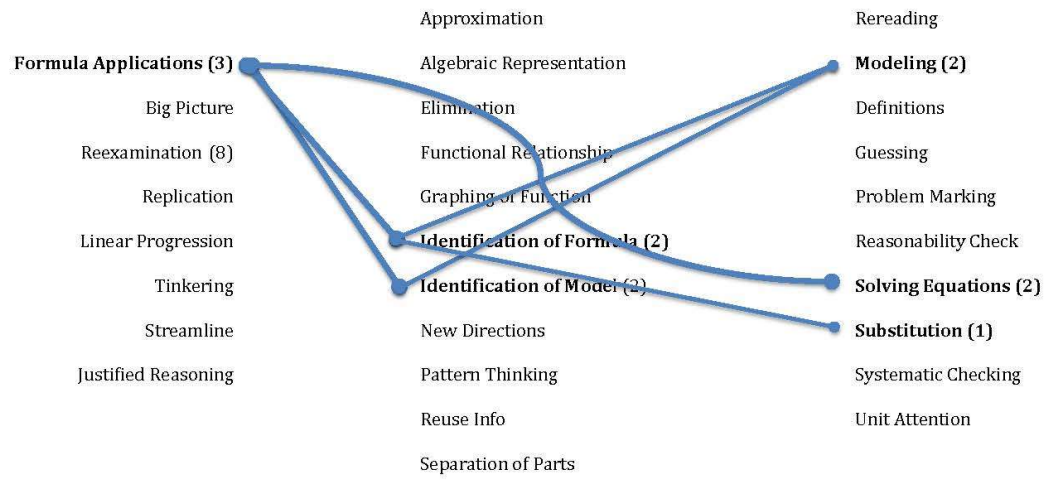 Approximation
Rereading
Formula Applications (3)
Algebraic Representation
Modeling (2)
Big Picture
Elimination
Definitions
Reexamination (8)
Functional Relationship
Guessing
Replication
Graphing of Function
Problem Marking
Linear Progression
Identification of Formula (2)
Reasonability Check
Tinkering
Identification of Model (2)
Solving Equations (2)
Streamline
New Directions
Substitution (1)
Justified Reasoning
Pattern Thinking
Systematic Checking
Reuse Info
Unit Attention
Separation of Parts